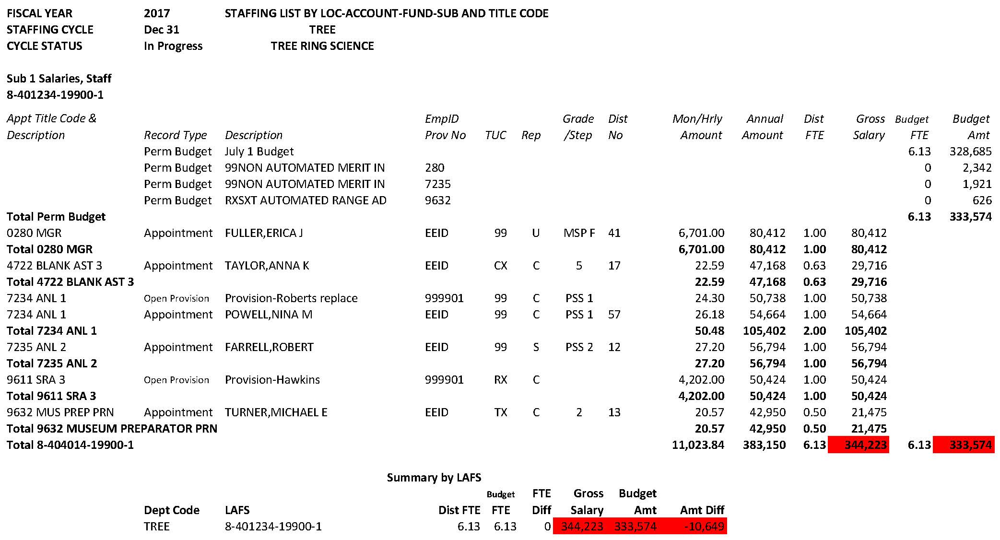 FISCAL YEAR 2017 STAFFING LIST BY LOC-ACCOUNT-FUND-SUB AND TITLE CODE
STAFFING CYCLE Dec 31 TREE
CYCLE STATUS In Progress TREE RING SCIENCE
Sub 1 Salaries, Staff
8-401234-19900-1
Appt Title Code & EmpID Grade Dist Mon/Hrly Annual Dist Gross Budget Budget
Description Record Type Description Prov No TUC Rep /Step No Amount Amount FTE Salary FTE Amt
Perm Budget July 1 Budget 6.13 328,685
Perm Budget 99NON AUTOMATED MERIT IN 280 0 2,342
Perm Budget 99NON AUTOMATED MERIT IN 7235 0 1,921
Perm Budget RXSXT AUTOMATED RANGE AD 9632 0 626
Total Perm Budget 6.13 333,574
0280 MGR Appointment FULLER,ERICA J EEID 99 U MSP F 41 6,701.00 80,412 1.00 80,412
Total 0280 MGR 6,701.00 80,412 1.00 80,412
4722 BLANK AST 3 Appointment TAYLOR,ANNA K EEID CX C 5 17 22.59 47,168 0.63 29,716
Total 4722 BLANK AST 3 22.59 47,168 0.63 29,716
7234 ANL 1 Open Provision Provision-Roberts replace 999901 99 C PSS 1 24.30 50,738 1.00 50,738
7234 ANL 1 Appointment POWELL,NINA M EEID 99 C PSS 1 57 26.18 54,664 1.00 54,664
Total 7234 ANL 1 50.48 105,402 2.00 105,402
7235 ANL 2 Appointment FARRELL,ROBERT EEID 99 S PSS 2 12 27.20 56,794 1.00 56,794
Total 7235 ANL 2 27.20 56,794 1.00 56,794
9611 SRA 3 Open Provision Provision-Hawkins 999901 RX C 4,202.00 50,424 1.00 50,424
Total 9611 SRA 3 4,202.00 50,424 1.00 50,424
9632 MUS PREP PRN Appointment TURNER,MICHAEL E EEID TX C 2 13 20.57 42,950 0.50 21,475
Total 9632 MUSEUM PREPARATOR PRN 20.57 42,950 0.50 21,475
Total 8-404014-19900-1 11,023.84 383,150 6.13 344,223 6.13 333,574
Summary by LAFS
Budget FTE Gross Budget
Dept Code LAFS Dist FTE FTE Diff Salary Amt Amt Diff
TREE 8-401234-19900-1 6.13 6.13 0 344,223 333,574 -10,649